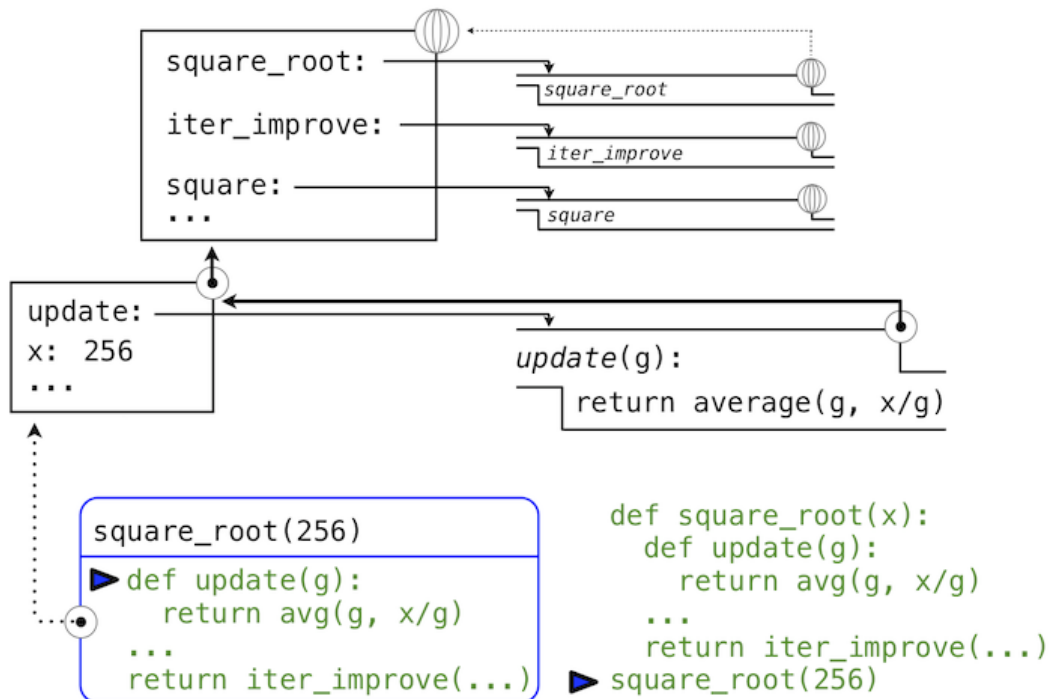 square_root:
square_root
iter_improve:
iter_improve
square:
square
...
update:
x: 256
...
update(g):
return average(g, x/g)
square_root(256)
def update(g):
return avg(g, x/g)
...
return iter_improve(...)
def square_root(x):
def update(g):
return avg(g, x/g)
...
return iter_improve(...)
square_root(256)